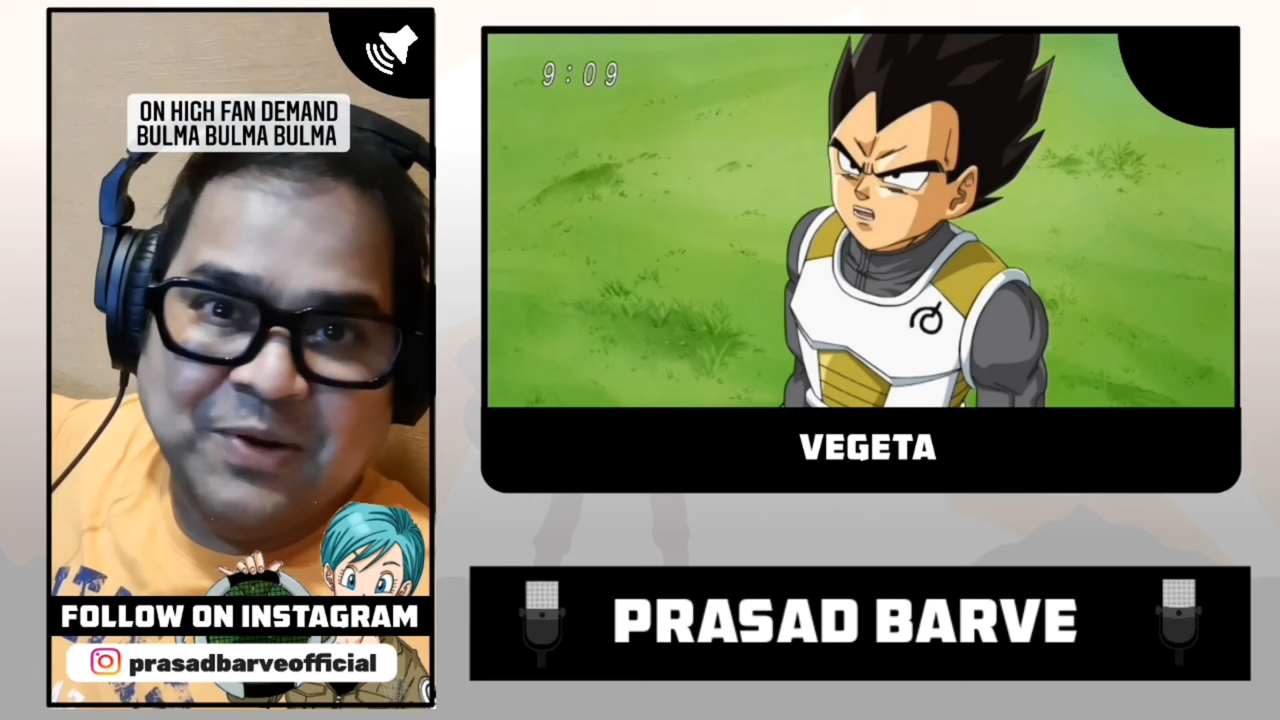 ON HIGH FAN DEMAND
BULMA BULMA BULMA
FOLLOW ON INSTAGRAM
prasadbarveofficial
9:09
VEGETA
PRASAD BARVE